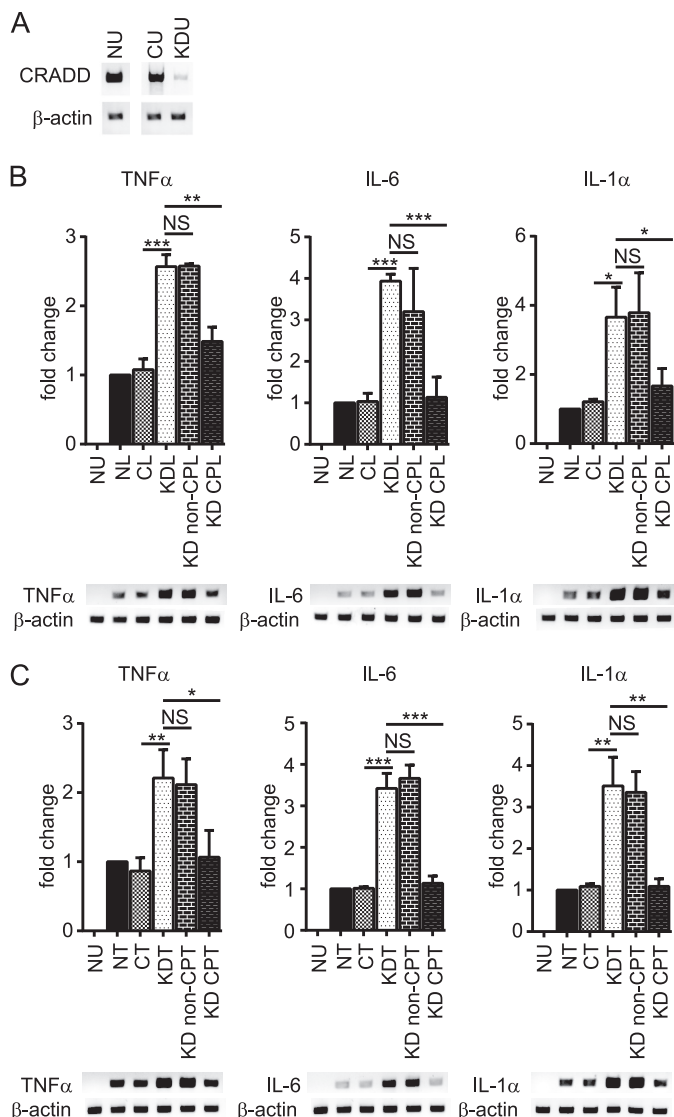 A
NU
CU
KDU
CRADD
β-actin
B
TNFα
IL-6
IL-1α
**
***
*
NS
NS
NS
***
***
*
fold change
3
2
1
0
fold change
5
4
3
2
1
0
fold change
6
4
2
0
NU
NL
CL
KDL
KD non-CPL
KD CPL
NU
NL
CL
KDL
KD non-CPL
KD CPL
NU
NL
CL
KDL
KD non-CPL
KD CPL
TNFα
IL-6
IL-1α
β-actin
β-actin
β-actin
C
TNFα
IL-6
IL-1α
*
***
**
NS
NS
NS
**
***
**
fold change
3
2
1
0
fold change
5
4
3
2
1
0
fold change
5
4
3
2
1
0
NU
NT
CT
KDT
KD non-CPT
KD CPT
NU
NT
CT
KDT
KD non-CPT
KD CPT
NU
NT
CT
KDT
KD non-CPT
KD CPT
TNFα
IL-6
IL-1α
β-actin
β-actin
β-actin